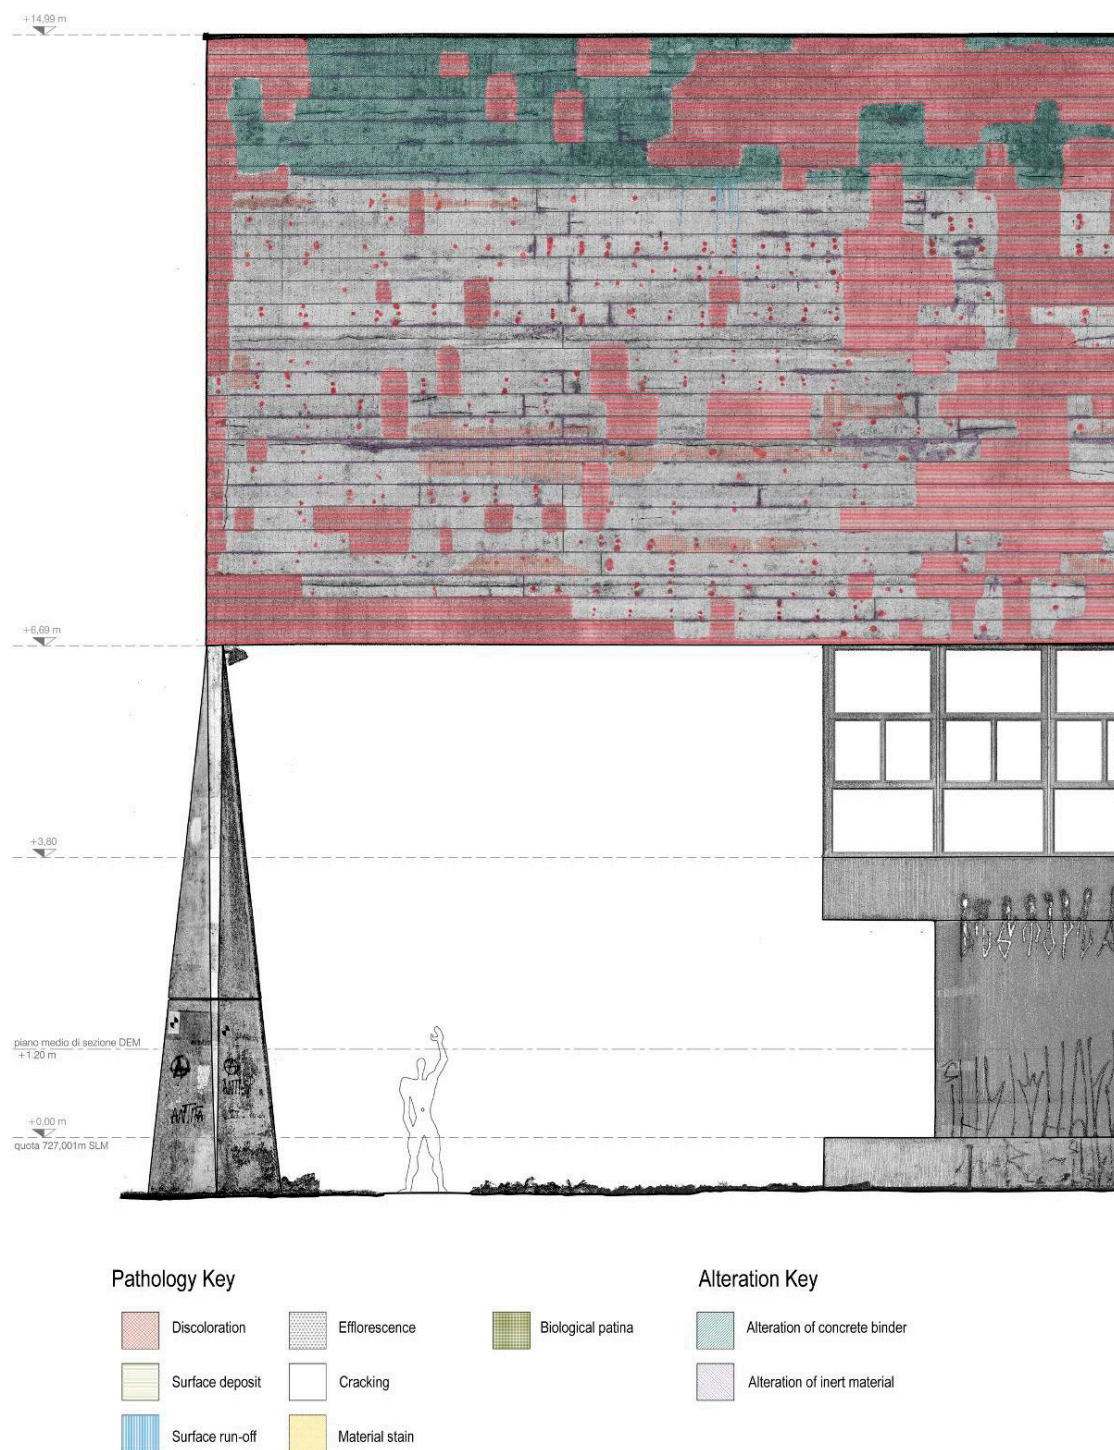 +14,99 m
+6,69 m
+3,80
piano medio di sezione DEM
+1.20 m
+0,00 m
quota 727,001m SLM
ANTIFA
Pathology Key
Alteration Key
Discoloration
Efflorescence
Biological patina
Alteration of concrete binder
Surface deposit
Cracking
Alteration of inert material
Surface run-off
Material stain